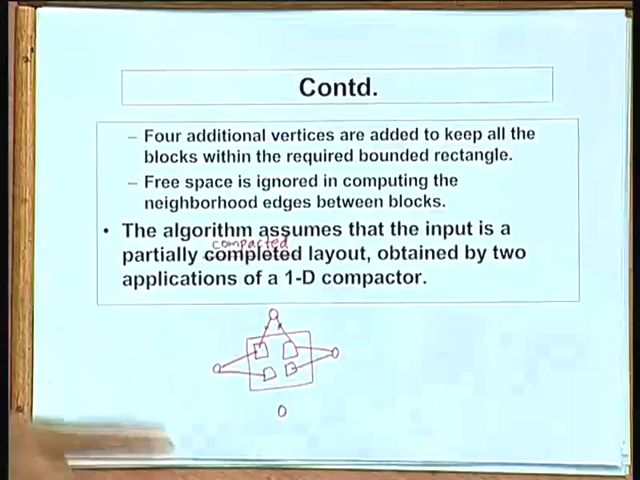 Contd.
– Four additional vertices are added to keep all the
blocks within the required bounded rectangle.
– Free space is ignored in computing the
neighborhood edges between blocks.
• The algorithm assumes that the input is a
compacted
partially completed layout, obtained by two
applications of a 1-D compactor.